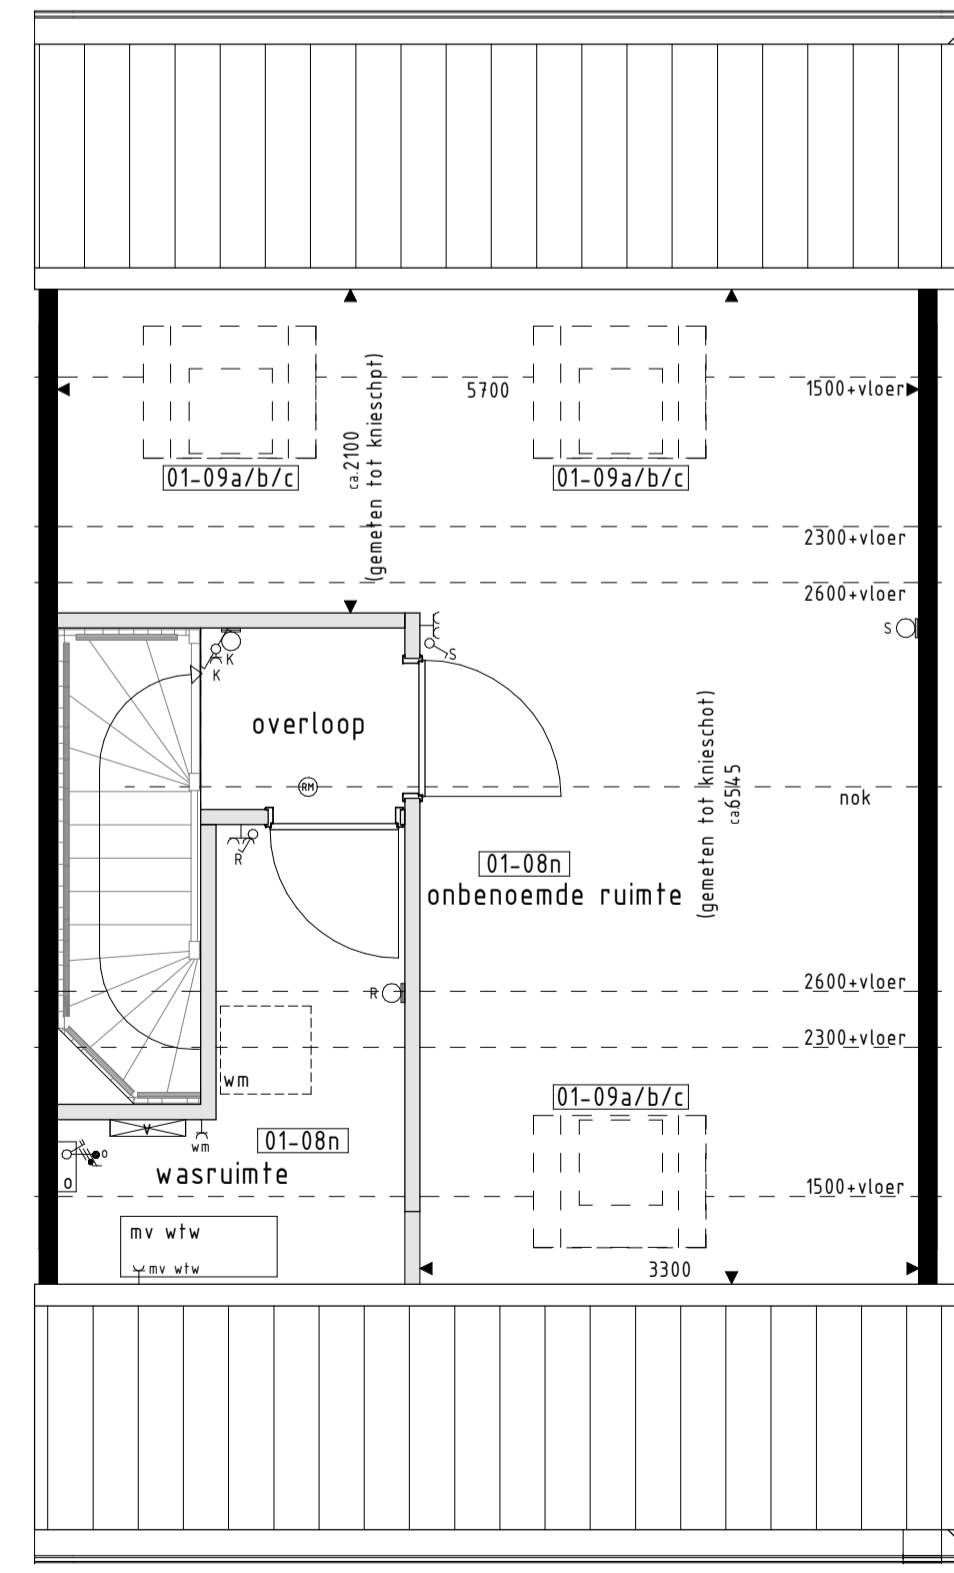 5700
1500+vloer
01-09a/b/c
01-09a/b/c
ca.2100
(gemeten tot knieschot)
2300+vloer
2600+vloer
S
S
K
K
overloop
RM
nok
(gemeten tot knieschot)
ca.6545
R
01-08n
onbenoemde ruimte
R
2600+vloer
2300+vloer
wm
01-09a/b/c
V
wm
01-08n
o
o
wasruimte
1500+vloer
mv wtw
mv wtw
3300